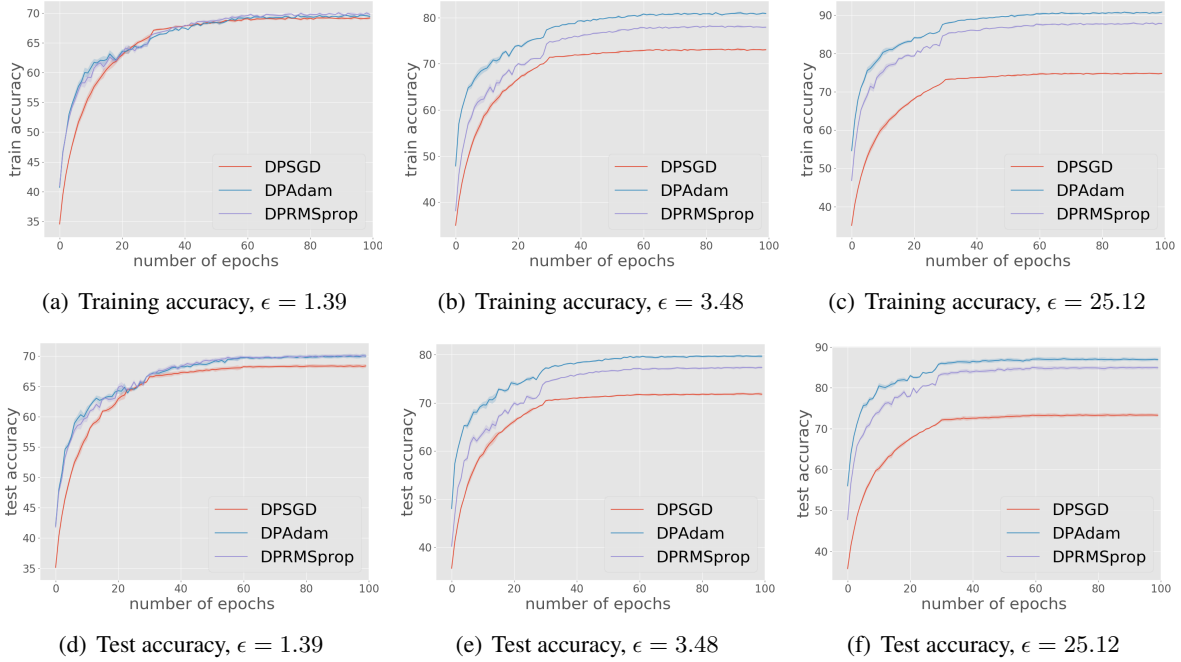 train accuracy
70
65
60
55
50
45
40
35
DPSGD
DPAdam
DPRMSprop
0
20
40
60
80
100
number of epochs
(a) Training accuracy, ϵ = 1.39
train accuracy
80
70
60
50
40
DPSGD
DPAdam
DPRMSprop
0
20
40
60
80
100
number of epochs
(b) Training accuracy, ϵ = 3.48
train accuracy
90
80
70
60
50
40
DPSGD
DPAdam
DPRMSprop
0
20
40
60
80
100
number of epochs
(c) Training accuracy, ϵ = 25.12
test accuracy
70
65
60
55
50
45
40
35
DPSGD
DPAdam
DPRMSprop
0
20
40
60
80
100
number of epochs
(d) Test accuracy, ϵ = 1.39
test accuracy
80
70
60
50
40
DPSGD
DPAdam
DPRMSprop
0
20
40
60
80
100
number of epochs
(e) Test accuracy, ϵ = 3.48
test accuracy
90
80
70
60
50
40
DPSGD
DPAdam
DPRMSprop
0
20
40
60
80
100
number of epochs
(f) Test accuracy, ϵ = 25.12